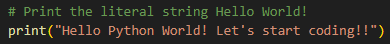 # Print the literal string Hello World!
print("Hello Python World! Let's start coding!!")